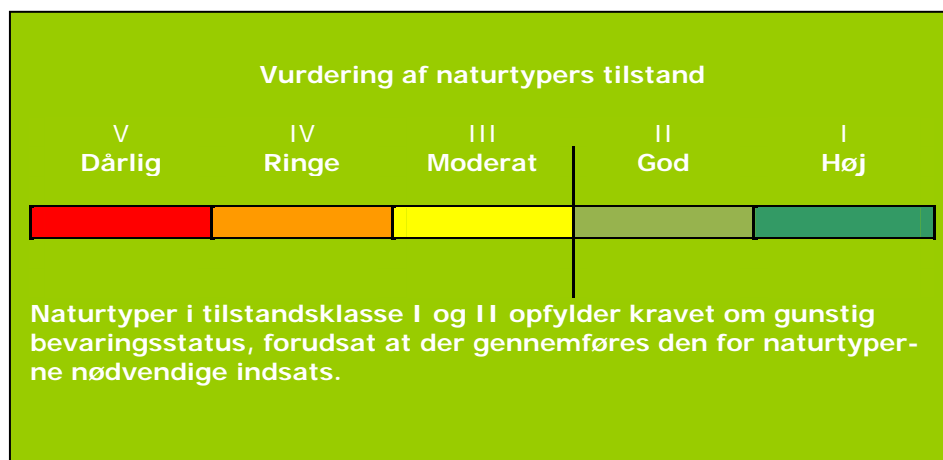 Vurdering af naturtypers tilstand
V IV III II I
Dårlig Ringe Moderat God Høj
Naturtyper i tilstandsklasse I og II opfylder kravet om gunstig
bevaringsstatus, forudsat at der gennemføres den for naturtyper-
ne nødvendige indsats.